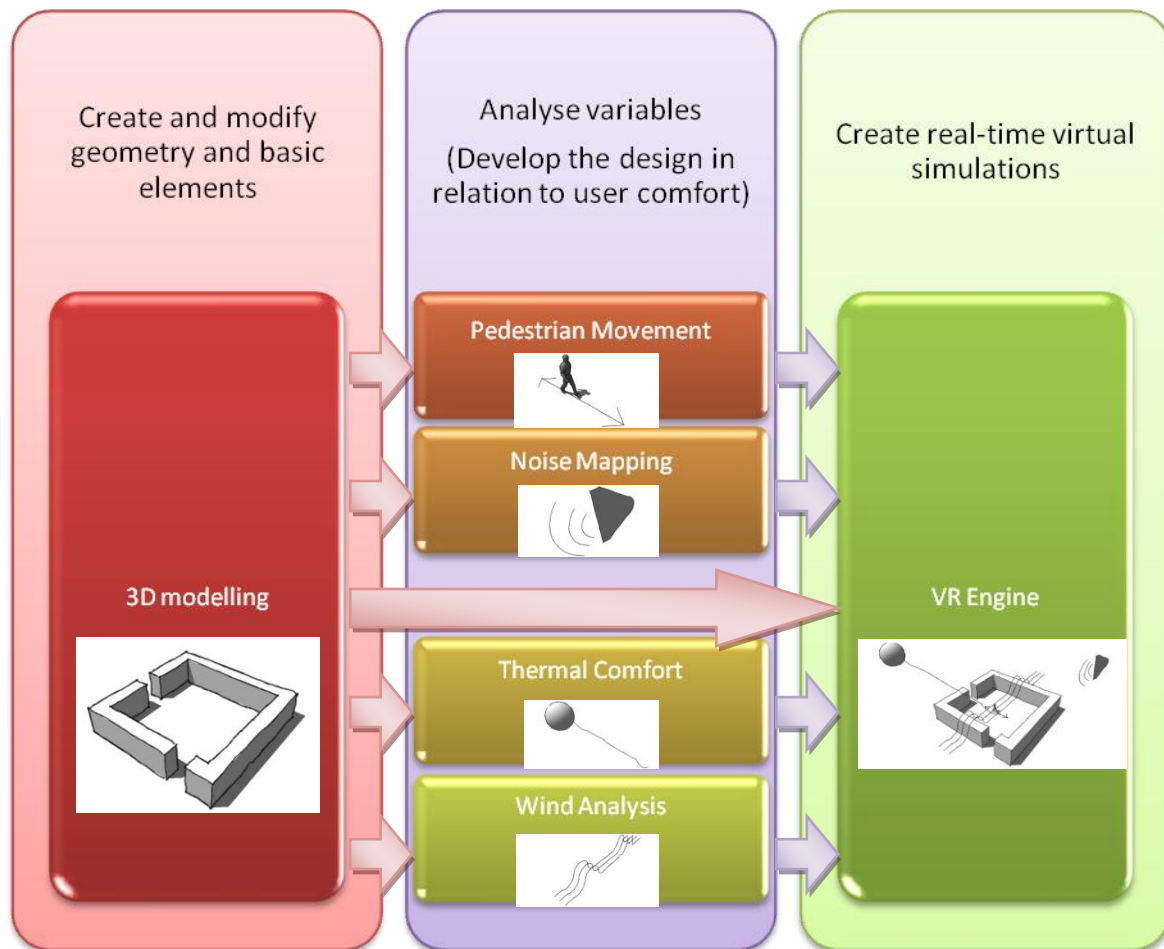 Create and modify
geometry and basic
elements
3D modelling
Analyse variables
(Develop the design in
relation to user comfort)
Pedestrian Movement
Noise Mapping
Thermal Comfort
Wind Analysis
Create real-time virtual
simulations
VR Engine